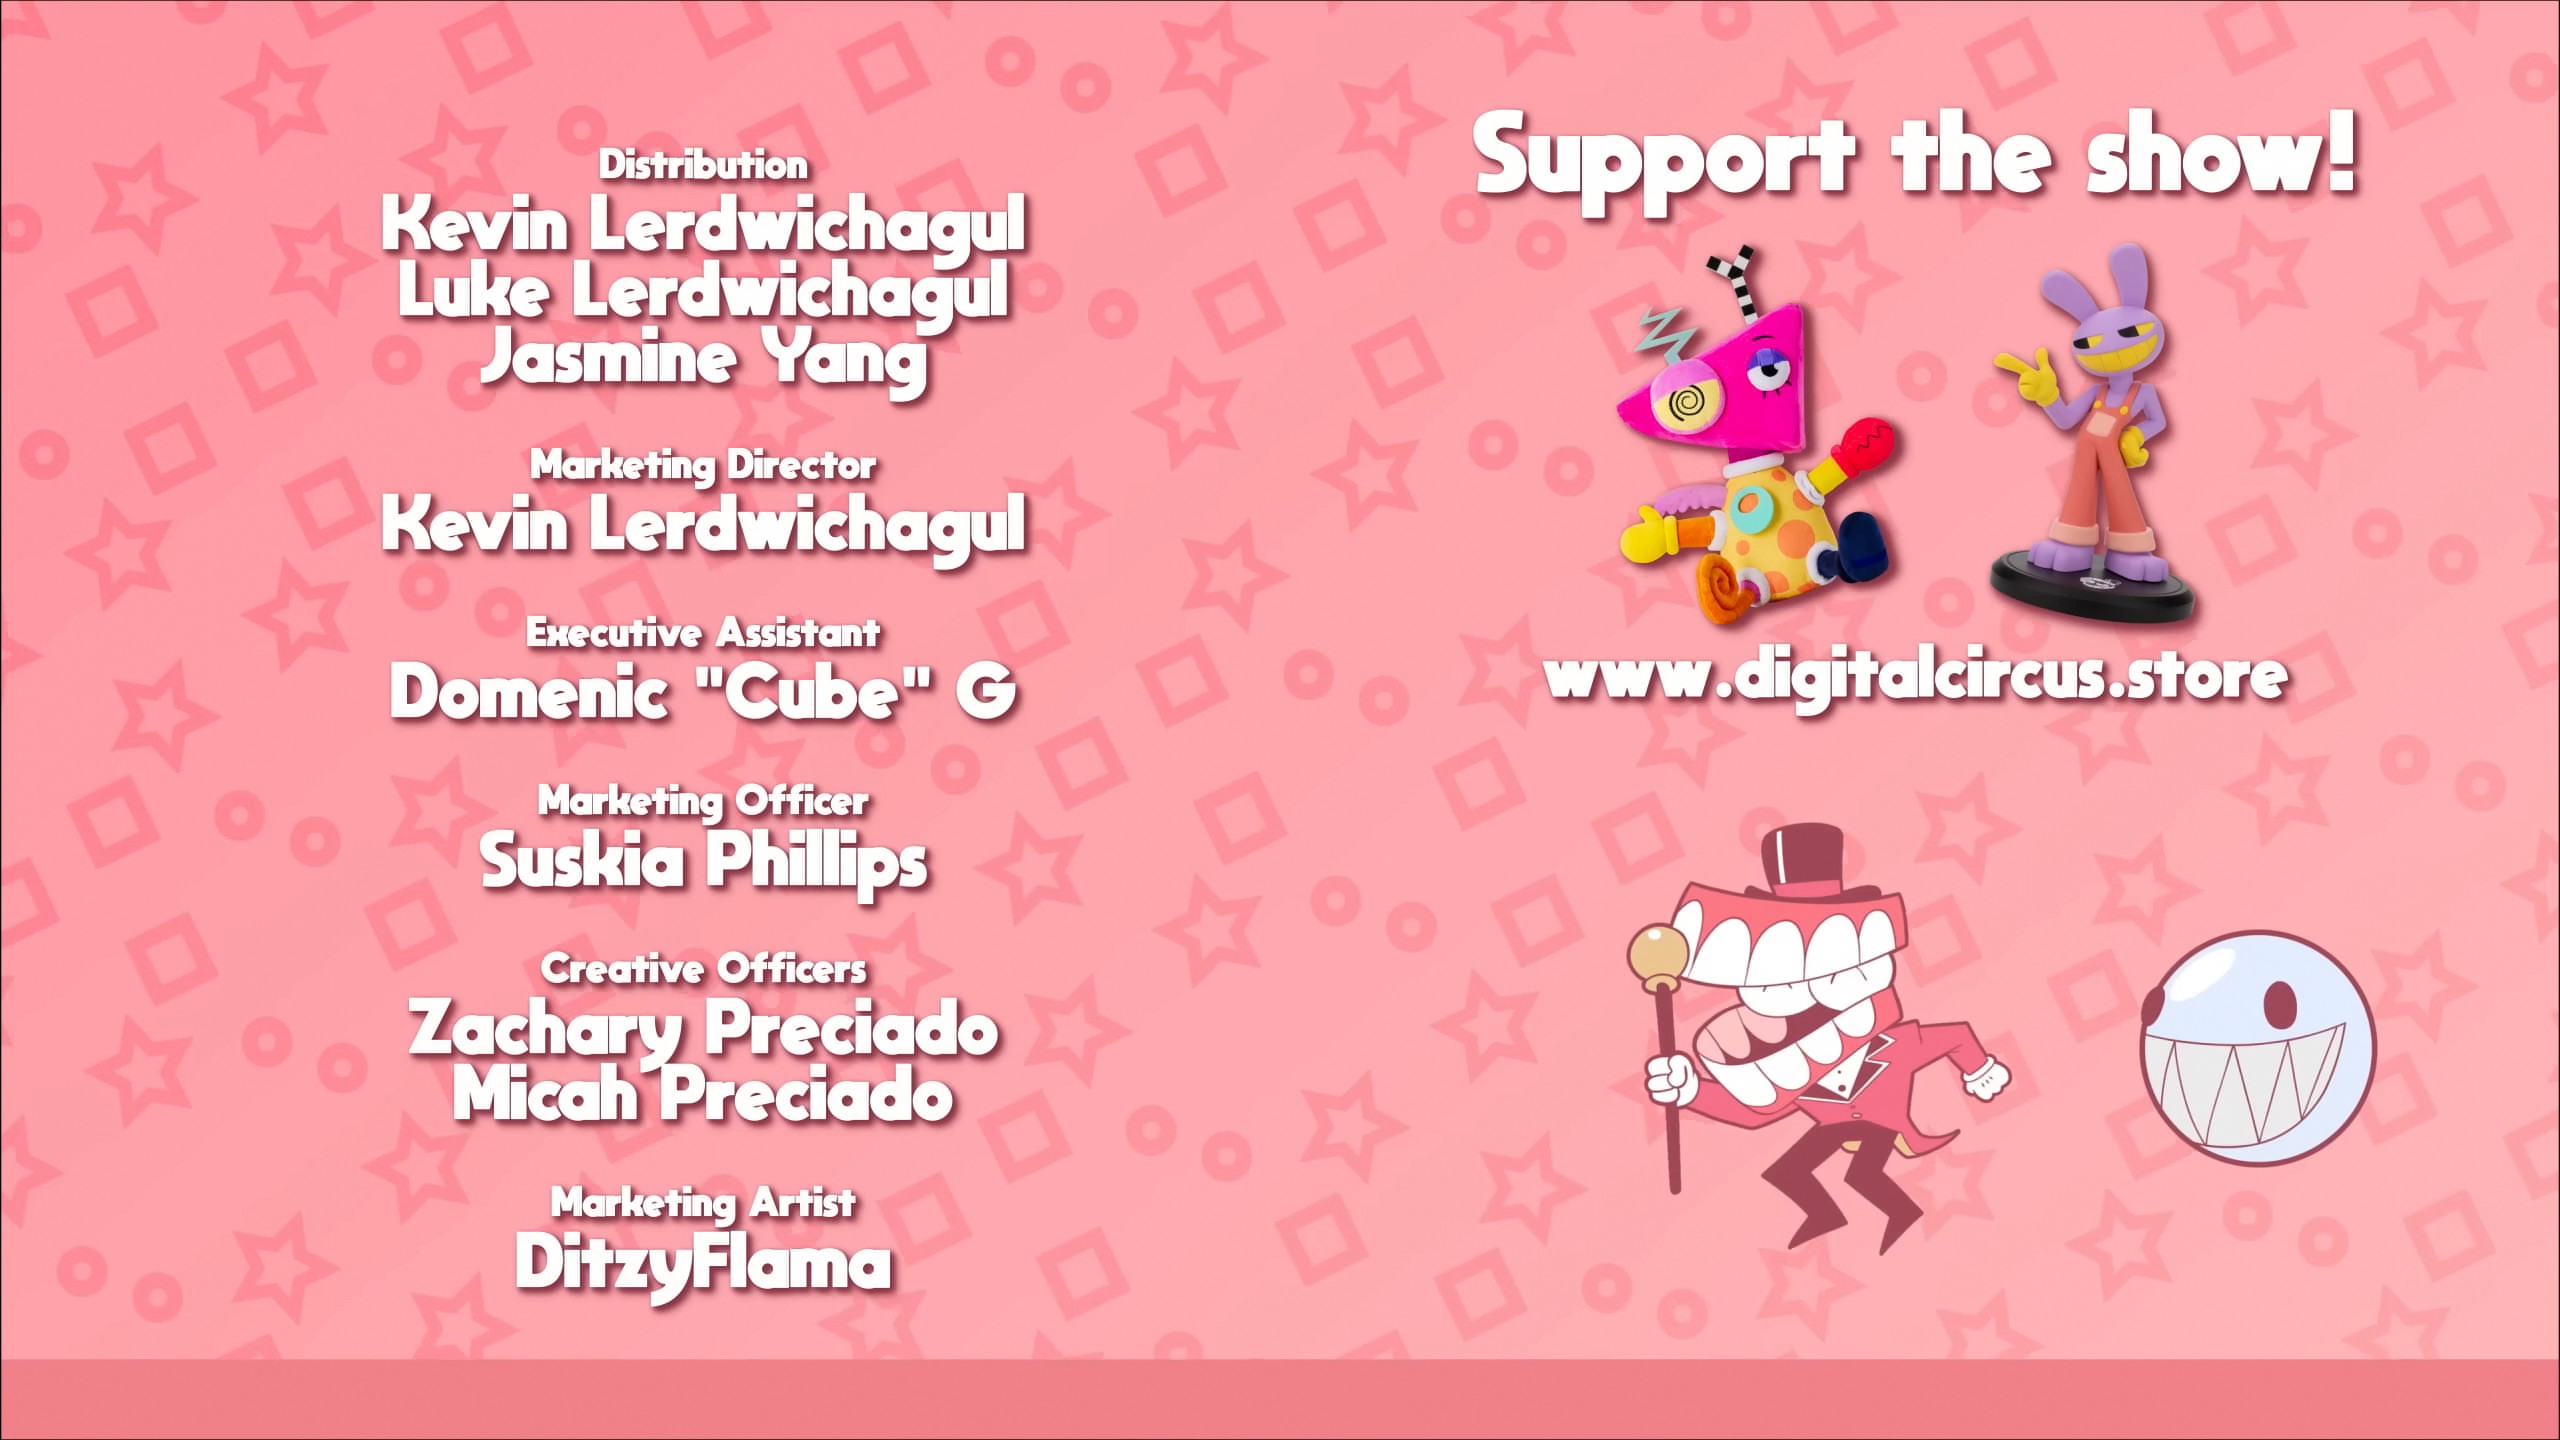 Distribution
Kevin Lerdwichagul
Luke Lerdwichagul
Jasmine Yang
Marketing Director
Kevin Lerdwichagul
Executive Assistant
Domenic "Cube" G
Marketing Officer
Suskia Phillips
Creative Officers
Zachary Preciado
Micah Preciado
Marketing Artist
DitzyFlama
Support the show!
www.digitalcircus.store